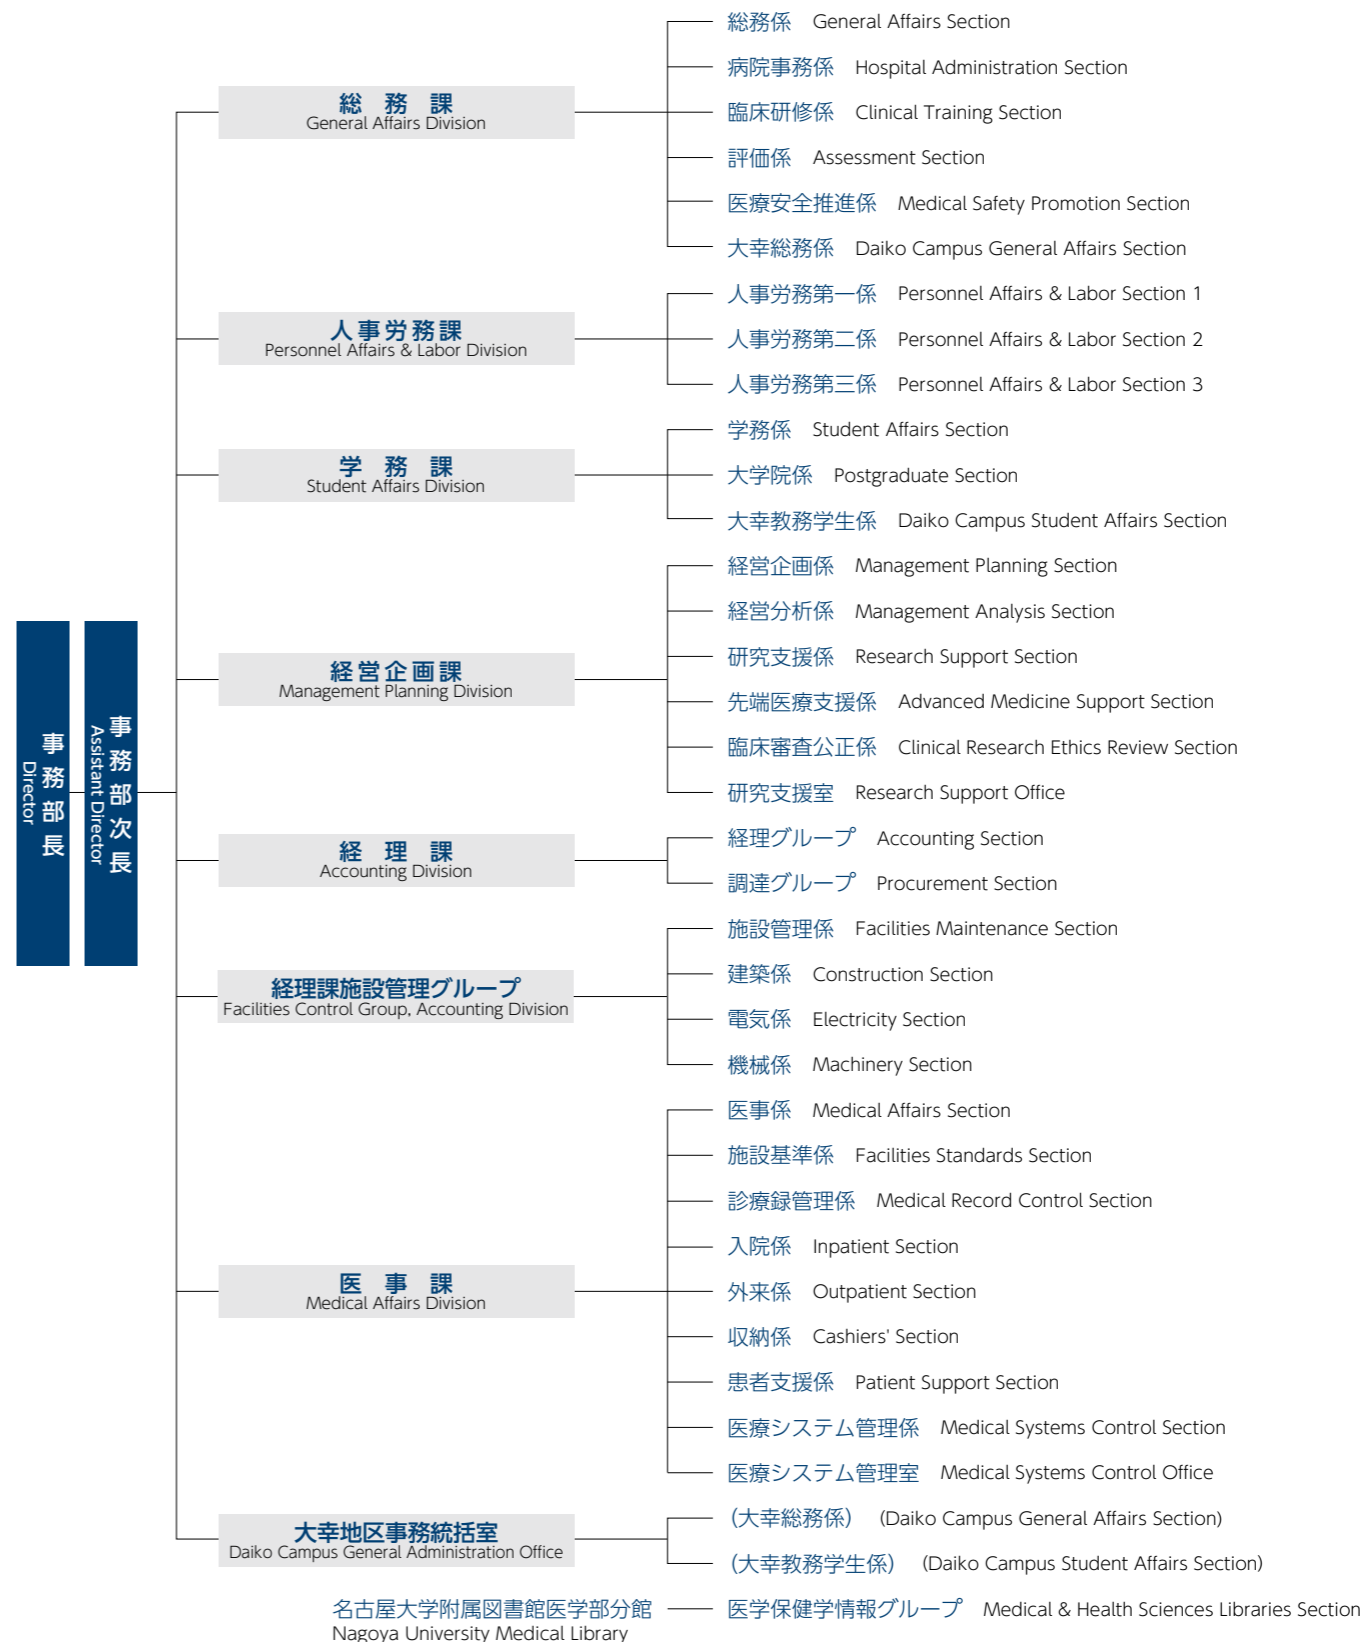 事務部長
Director
事務部次長
Assistant Director
総務課
General Affairs Division
総務係 General Affairs Section
病院事務係 Hospital Administration Section
臨床研修係 Clinical Training Section
評価係 Assessment Section
医療安全推進係 Medical Safety Promotion Section
大幸総務係 Daiko Campus General Affairs Section
人事労務課
Personnel Affairs & Labor Division
人事労務第一係 Personnel Affairs & Labor Section 1
人事労務第二係 Personnel Affairs & Labor Section 2
人事労務第三係 Personnel Affairs & Labor Section 3
学務課
Student Affairs Division
学務係 Student Affairs Section
大学院係 Postgraduate Section
大幸教務学生係 Daiko Campus Student Affairs Section
経営企画課
Management Planning Division
経営企画係 Management Planning Section
経営分析係 Management Analysis Section
研究支援係 Research Support Section
先端医療支援係 Advanced Medicine Support Section
臨床審査公正係 Clinical Research Ethics Review Section
研究支援室 Research Support Office
経理課
Accounting Division
経理グループ Accounting Section
調達グループ Procurement Section
経理課施設管理グループ
Facilities Control Group, Accounting Division
施設管理係 Facilities Maintenance Section
建築係 Construction Section
電気係 Electricity Section
機械係 Machinery Section
医事課
Medical Affairs Division
医事係 Medical Affairs Section
施設基準係 Facilities Standards Section
診療録管理係 Medical Record Control Section
入院係 Inpatient Section
外来係 Outpatient Section
収納係 Cashiers' Section
患者支援係 Patient Support Section
医療システム管理係 Medical Systems Control Section
医療システム管理室 Medical Systems Control Office
大幸地区事務統括室
Daiko Campus General Administration Office
（大幸総務係） (Daiko Campus General Affairs Section)
（大幸教務学生係） (Daiko Campus Student Affairs Section)
名古屋大学附属図書館医学部分館
Nagoya University Medical Library
医学保健学情報グループ Medical & Health Sciences Libraries Section